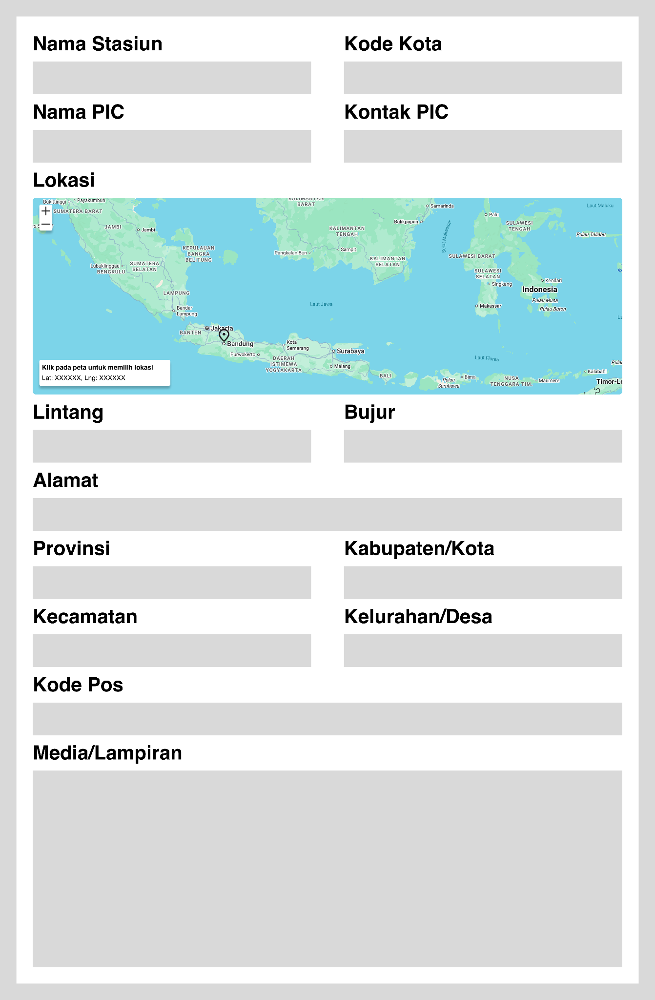 Nama Stasiun
Kode Kota
Nama PIC
Kontak PIC
Lokasi
Bukittinggi
Payakumbuh
SUMATERA BARAT
JAMBI
Jambi
KEPULAUAN
BANGKA
BELITUNG
Lubuklinggau
BENGKULU
SUMATERA
SELATAN
LAMPUNG
Bandar
Lampung
KALIMANTAN
BARAT
Samarinda
Balikpapan
KALIMANTAN
TENGAH
Pangkalan Bun
Sampit
KALIMANTAN
SELATAN
Selat Makassar
Palu
SULAWESI
TENGAH
Laut Maluku
Pulau Taliabu
SULAWESI BARAT
SULAWESI
SELATAN
Singkang
Kendari
Indonesia
Pulau Muna
Pulau Buton
Makassar
Laut Jawa
La
Jakarta
BANTEN
Bandung
Purwokerto
Kota
Semarang
DAERAH
ISTIMEWA
YOGYAKARTA
Surabaya
Malang
BALI
Laut Flores
Pulau
Sumbawa
Bima
NUSA
TENGGARA TIM.
Maumere
Kalabahi
Pulau
Timor-Le
Klik pada peta untuk memilih lokasi
Lat: XXXXXX, Lng: XXXXXX
Lintang
Bujur
Alamat
Provinsi
Kabupaten/Kota
Kecamatan
Kelurahan/Desa
Kode Pos
Media/Lampiran